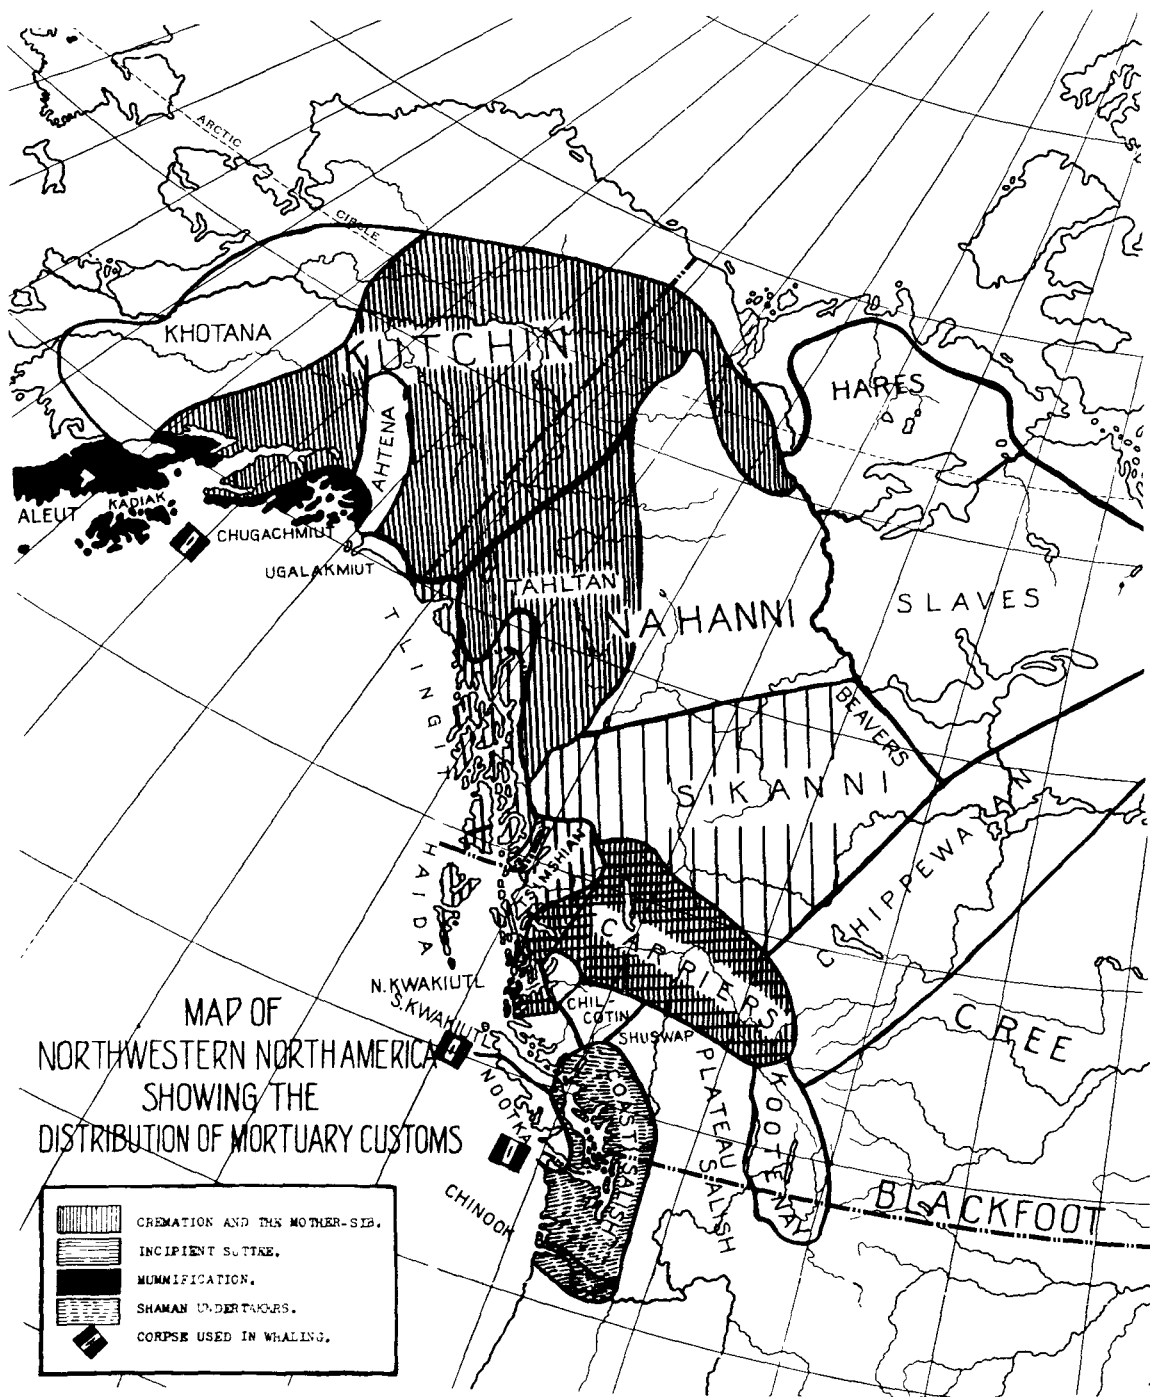 ARCTIC
CIRCLE
KHOTANA
KUTCHIN
HARES
AHTENA
KADIAK
ALEUT
CHUGACHMIUT
UGALAKMIUT
TAHLTAN
SLAVES
NAHANNI
TLINGIT
BEAVERS
SIKANNI
CHIPPEWAYAN
HAIDA
TSIMSHIAN
CARRIERS
N. KWAKIUTL
S. KWAKIUTL
CHIL-
COTIN
SHUSWAP
CREE
NOOTKA
COAST SALISH
PLATEAU
SALISH
KOOTENAY
BLACKFOOT
CHINOOK
MAP OF
NORTHWESTERN NORTH AMERICA
SHOWING THE
DISTRIBUTION OF MORTUARY CUSTOMS
CREMATION AND THE MOTHER-SIB.
INCIPIENT SUTTEE.
MUMMIFICATION.
SHAMAN UNDERTAKERS.
CORPSE USED IN WHALING.